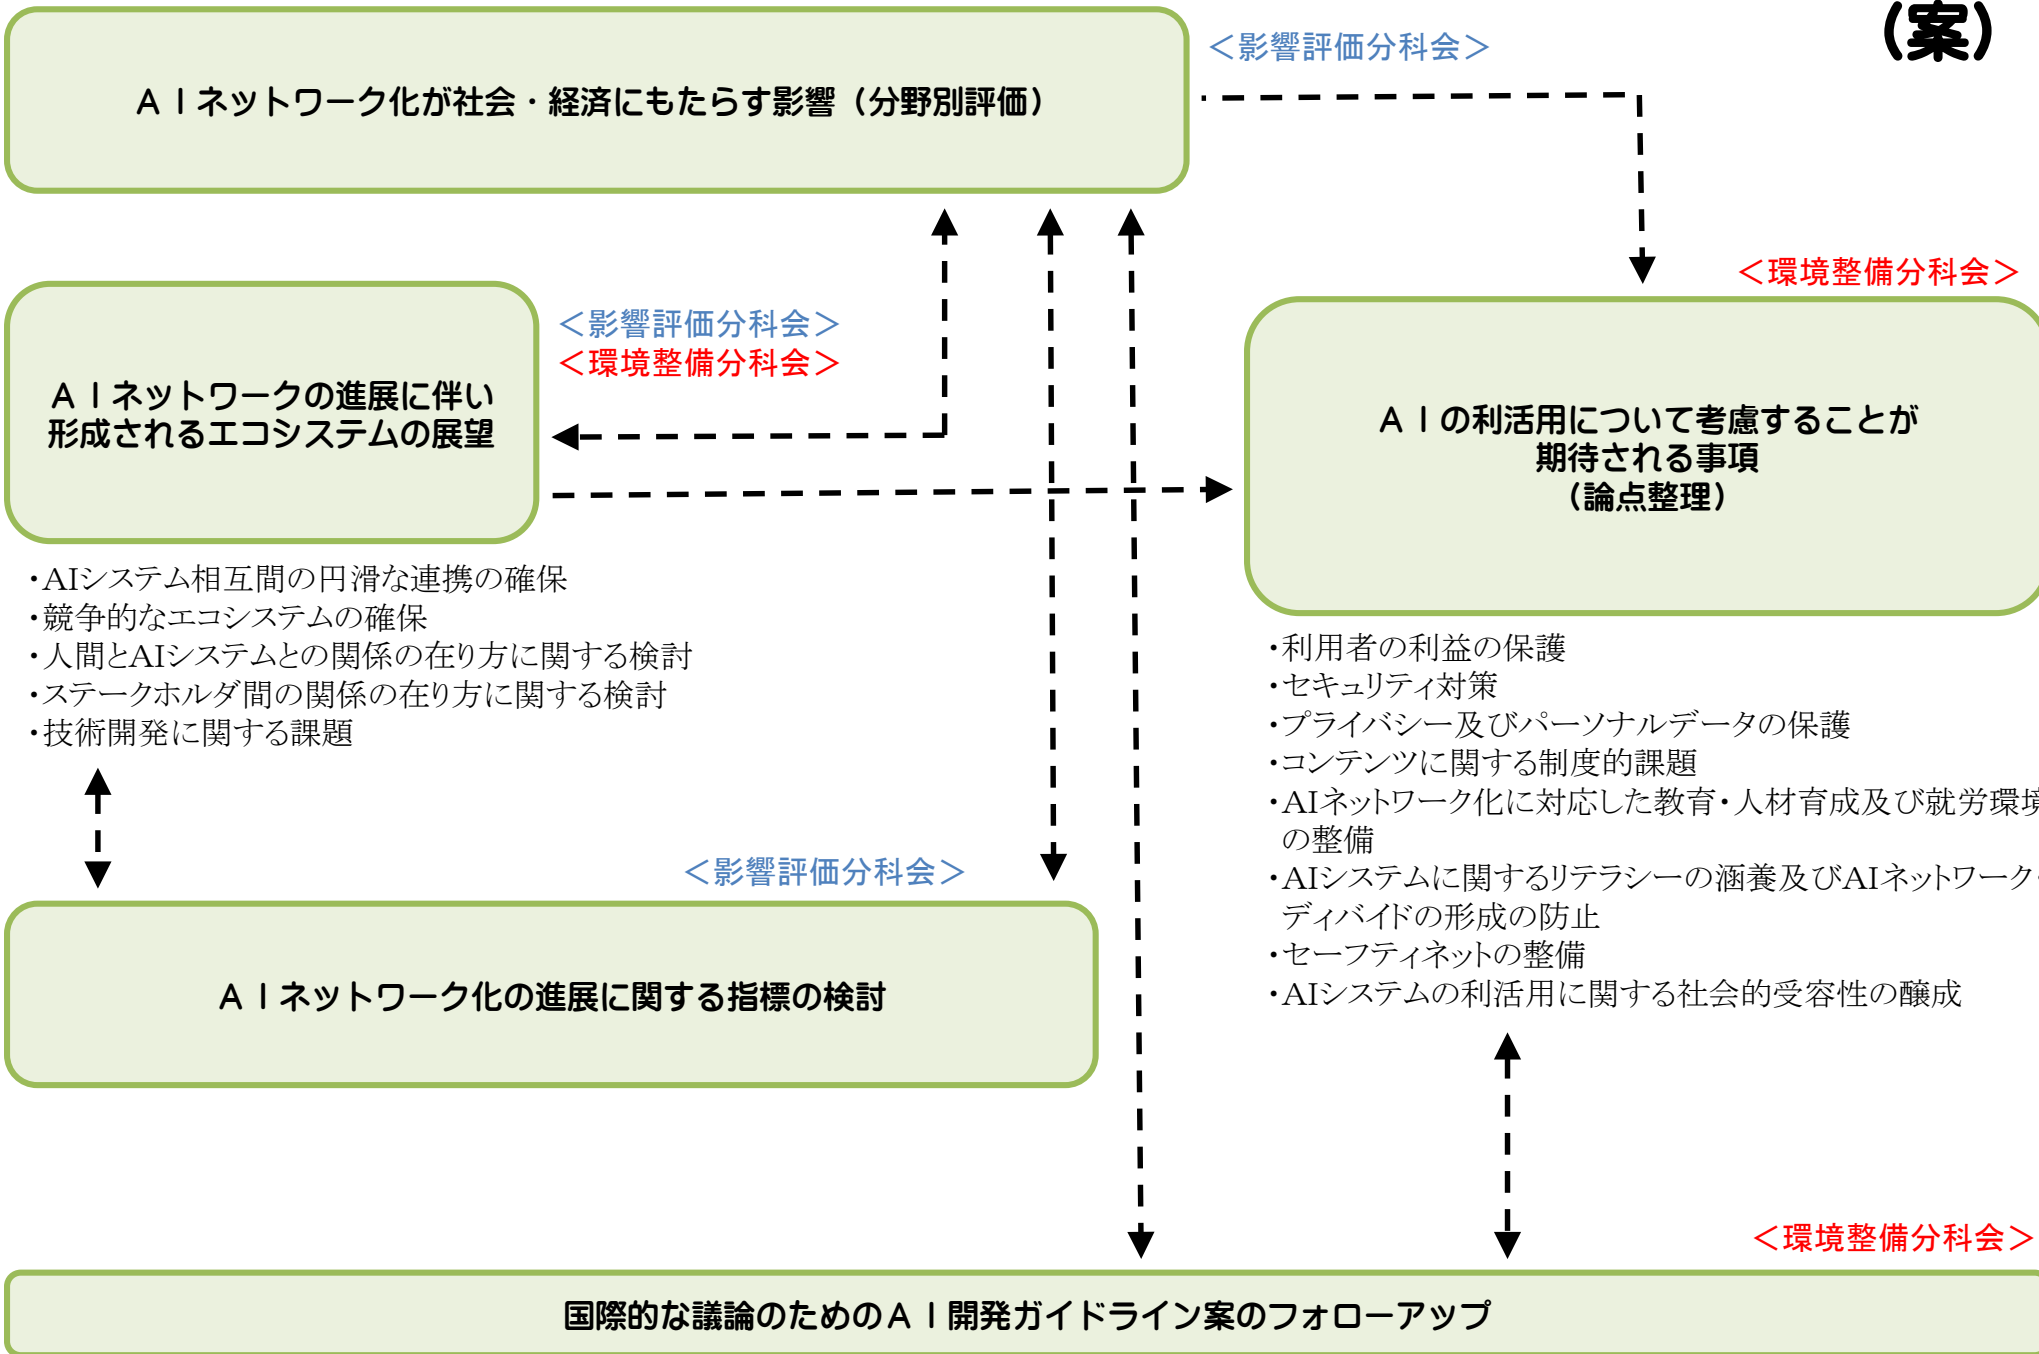 （案）
＜影響評価分科会＞
ＡＩネットワーク化が社会・経済にもたらす影響（分野別評価）
＜環境整備分科会＞
＜影響評価分科会＞
＜環境整備分科会＞
ＡＩネットワークの進展に伴い
形成されるエコシステムの展望
ＡＩの利活用について考慮することが
期待される事項
（論点整理）
・AIシステム相互間の円滑な連携の確保
・競争的なエコシステムの確保
・人間とAIシステムとの関係の在り方に関する検討
・ステークホルダ間の関係の在り方に関する検討
・技術開発に関する課題
・利用者の利益の保護
・セキュリティ対策
・プライバシー及びパーソナルデータの保護
・コンテンツに関する制度的課題
・AIネットワーク化に対応した教育・人材育成及び就労環境
の整備
・AIシステムに関するリテラシーの涵養及びAIネットワーク・
ディバイドの形成の防止
・セーフティネットの整備
・AIシステムの利活用に関する社会的受容性の醸成
＜影響評価分科会＞
ＡＩネットワーク化の進展に関する指標の検討
＜環境整備分科会＞
国際的な議論のためのＡＩ開発ガイドライン案のフォローアップ